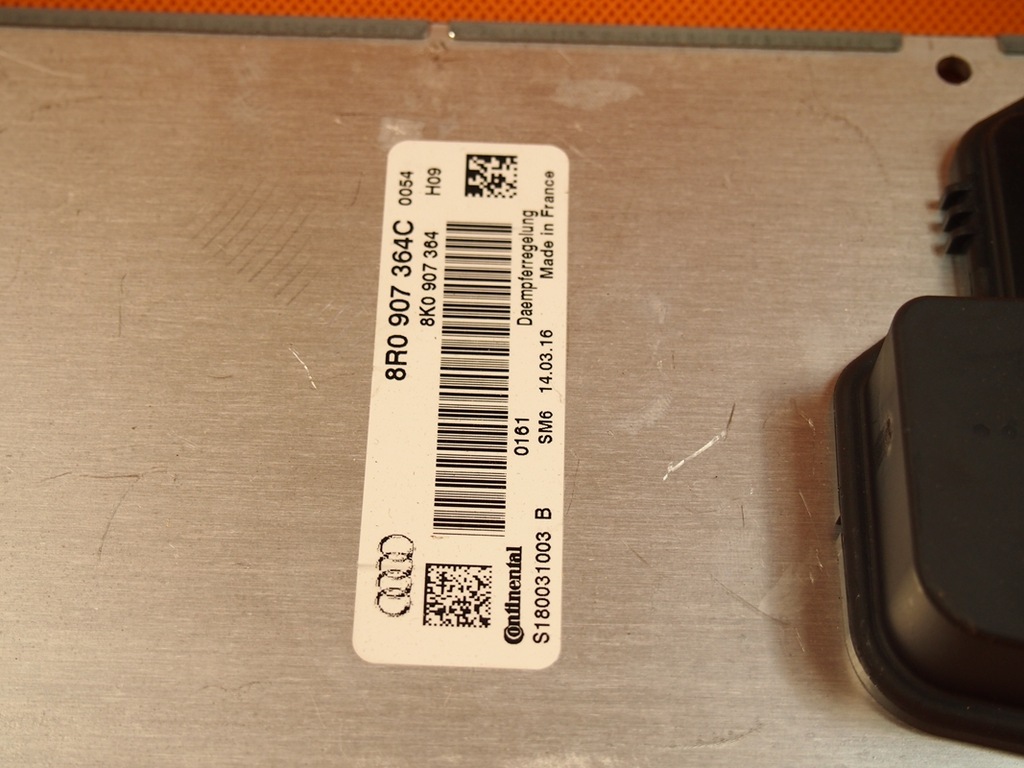 8R0 907 364C 0054
8K0 907 364 H09
0161 Daempferregelung
SM6 14.03.16 Made in France
Continental
S180031003 B